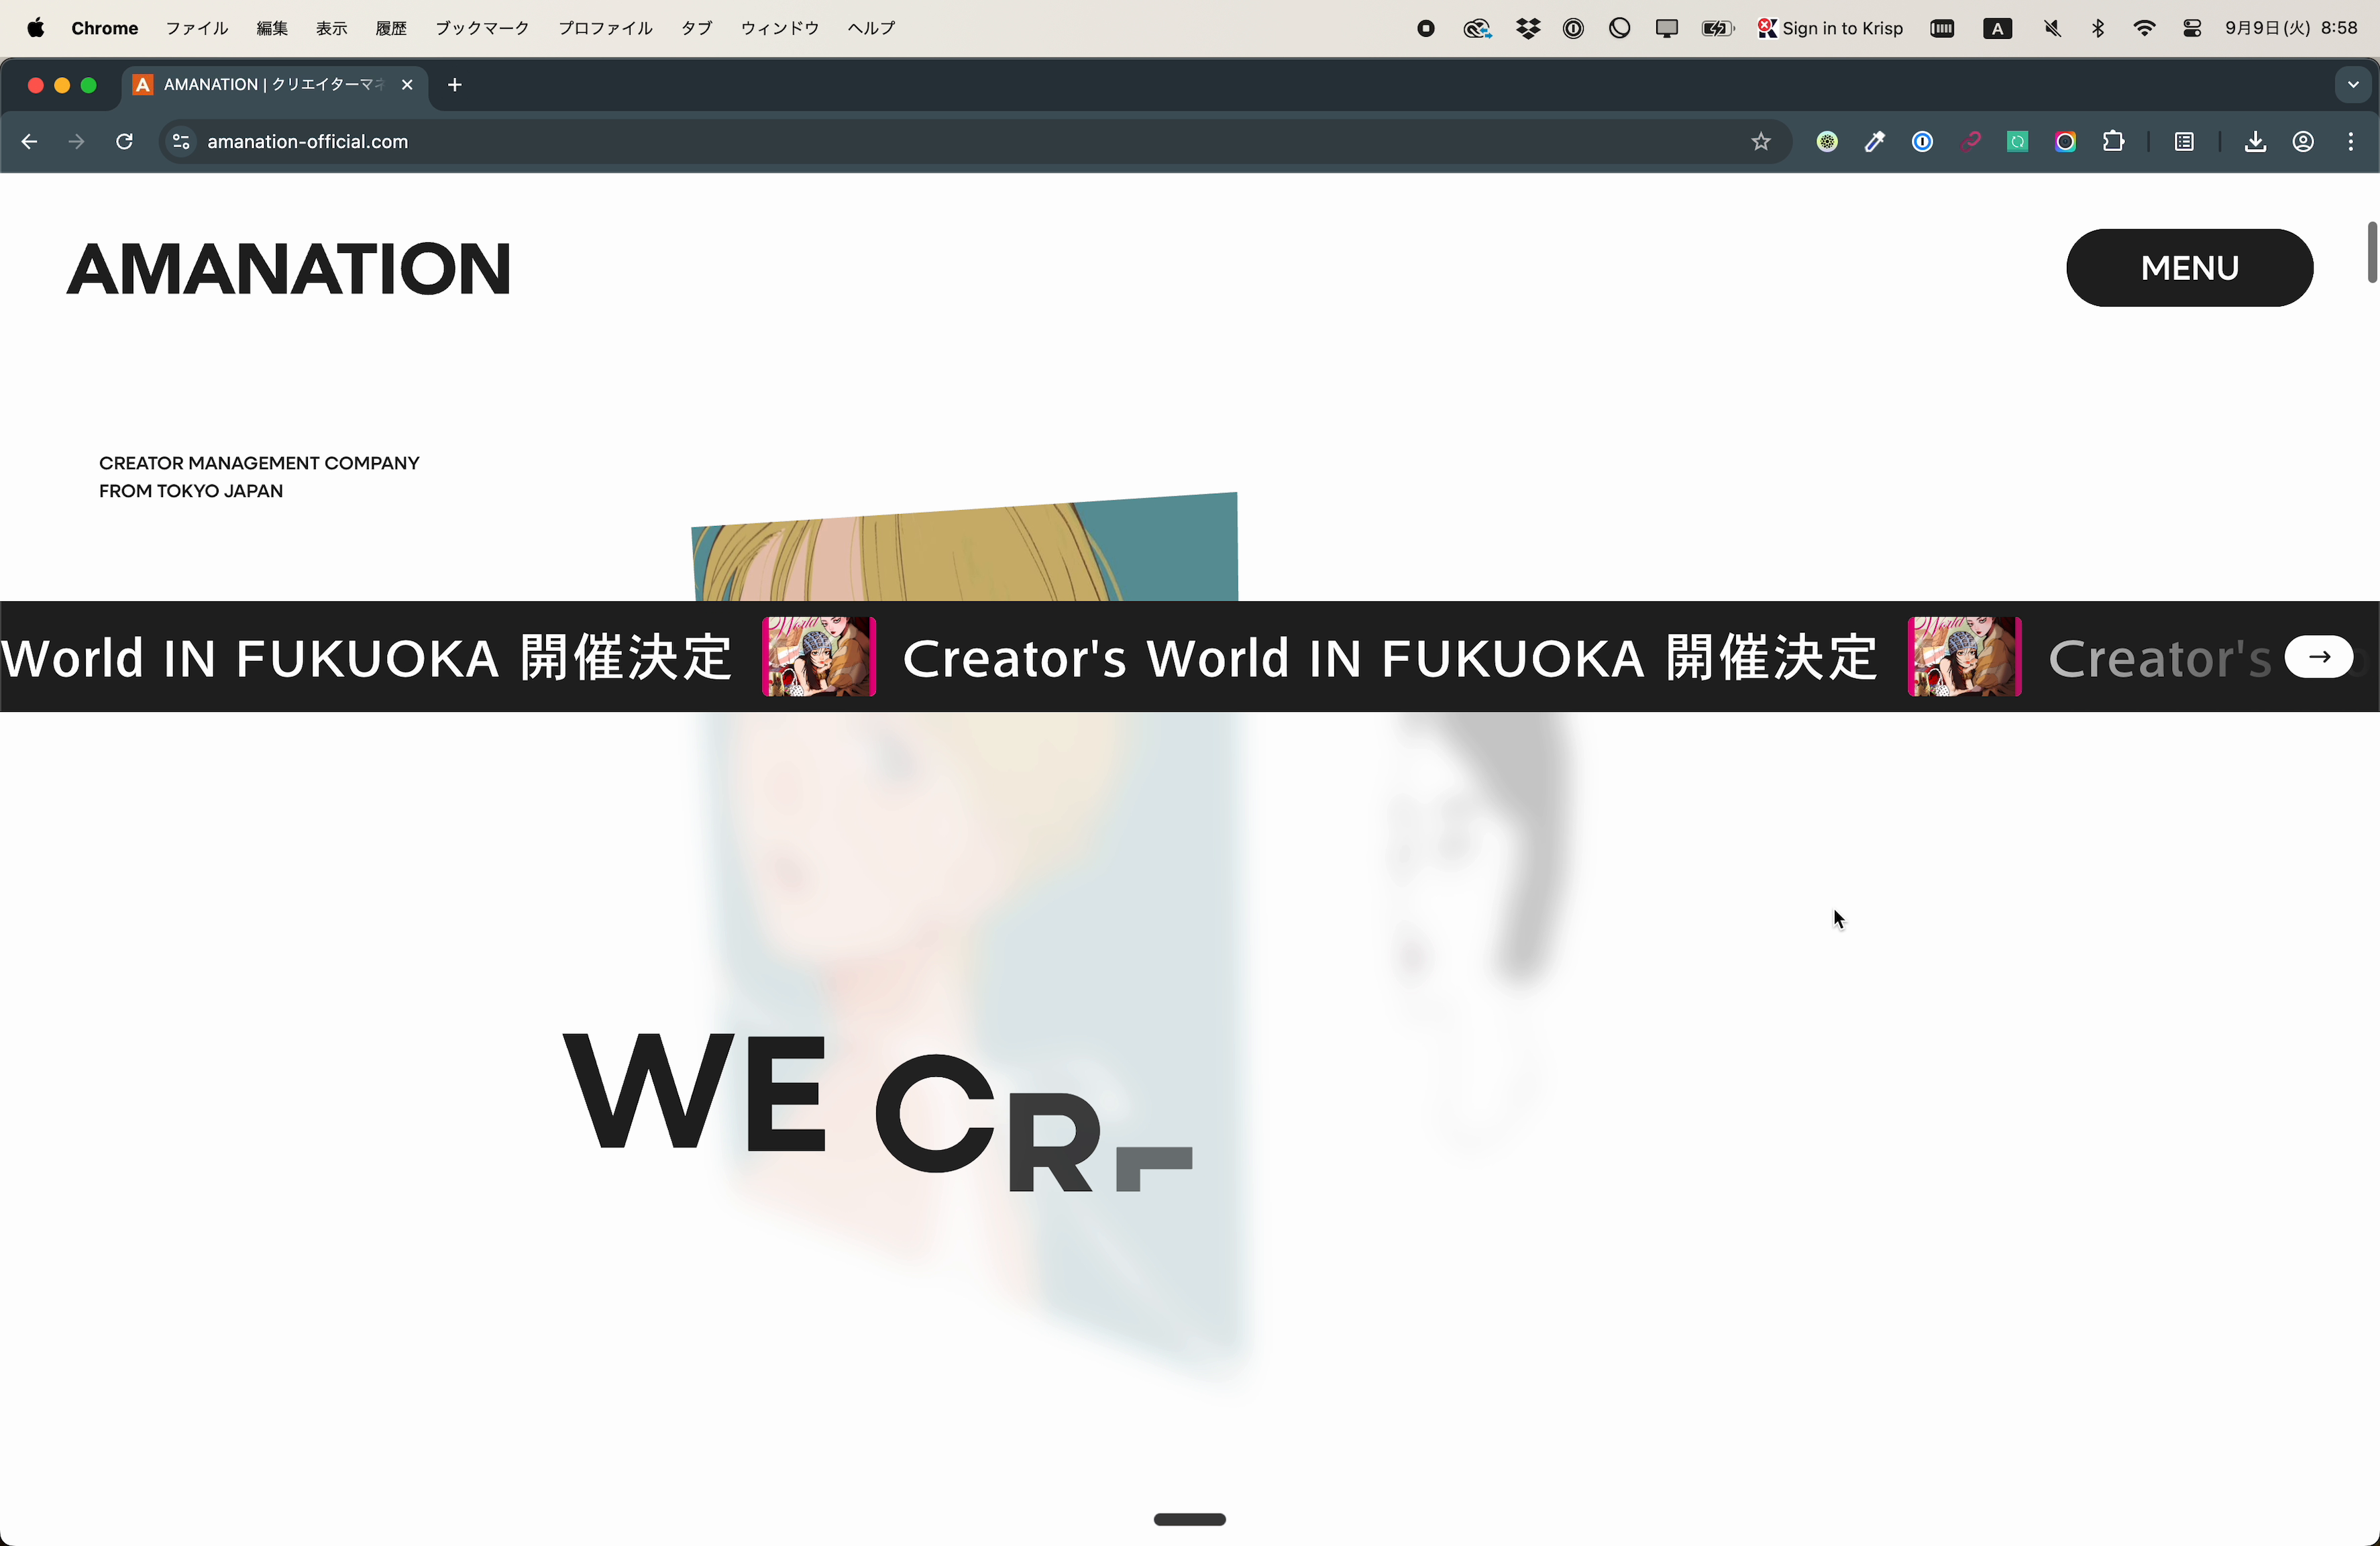 Chrome ファイル 編集 表示 履歴 ブックマーク プロファイル タブ ウィンドウ ヘルプ Sign in to Krisp A 9月9日(火) 8:58
A AMANATION | クリエイターマネ
amanation-official.com
AMANATION
MENU
CREATOR MANAGEMENT COMPANY
FROM TOKYO JAPAN
World IN FUKUOKA 開催決定 Creator's World IN FUKUOKA 開催決定 Creator's
WE CR